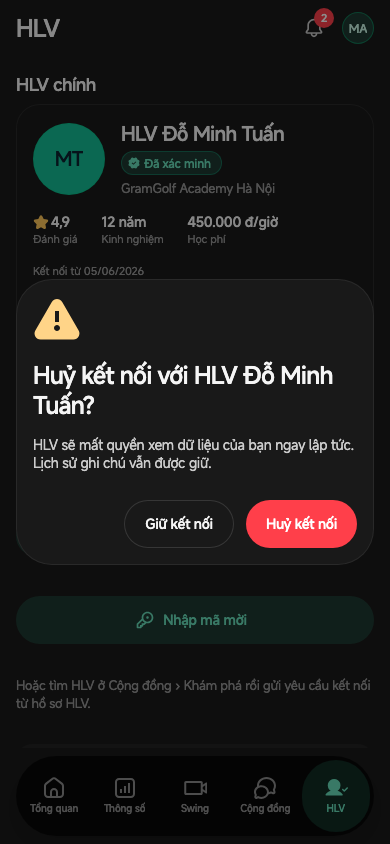 HLV
2
MA
HLV chính
MT
HLV Đỗ Minh Tuấn
Đã xác minh
GramGolf Academy Hà Nội
4,9
12 năm
450.000 đ/giờ
Đánh giá
Kinh nghiệm
Học phí
Kết nối từ 05/06/2026
Huỷ kết nối với HLV Đỗ Minh
Tuấn?
HLV sẽ mất quyền xem dữ liệu của bạn ngay lập tức.
Lịch sử ghi chú vẫn được giữ.
Giữ kết nối
Huỷ kết nối
Nhập mã mời
Hoặc tìm HLV ở Cộng đồng › Khám phá rồi gửi yêu cầu kết nối
từ hồ sơ HLV.
Tổng quan
Thông số
Swing
Cộng đồng
HLV